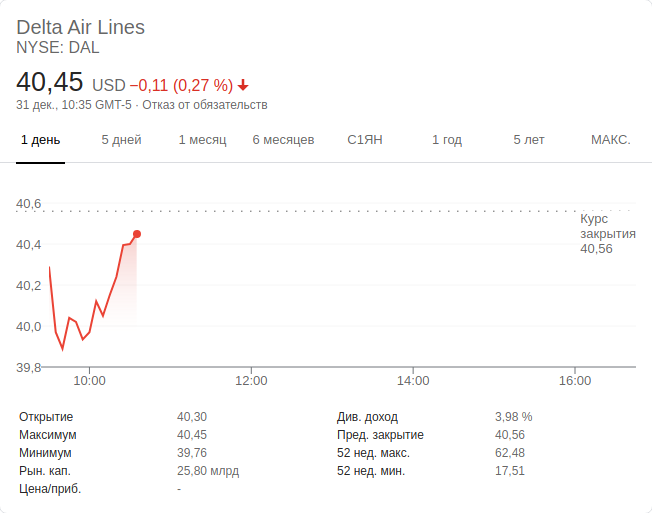 Delta Air Lines
NYSE: DAL
40,45 USD −0,11 (0,27 %)
31 дек., 10:35 GMT-5 · Отказ от обязательств
1 день 5 дней 1 месяц 6 месяцев С1ЯН 1 год 5 лет МАКС.
40,6
Курс
закрытия
40,56
40,4
40,2
40,0
39,8
10:00 12:00 14:00 16:00
Открытие 40,30 Див. доход 3,98 %
Максимум 40,45 Пред. закрытие 40,56
Минимум 39,76 52 нед. макс. 62,48
Рын. кап. 25,80 млрд 52 нед. мин. 17,51
Цена/приб. -